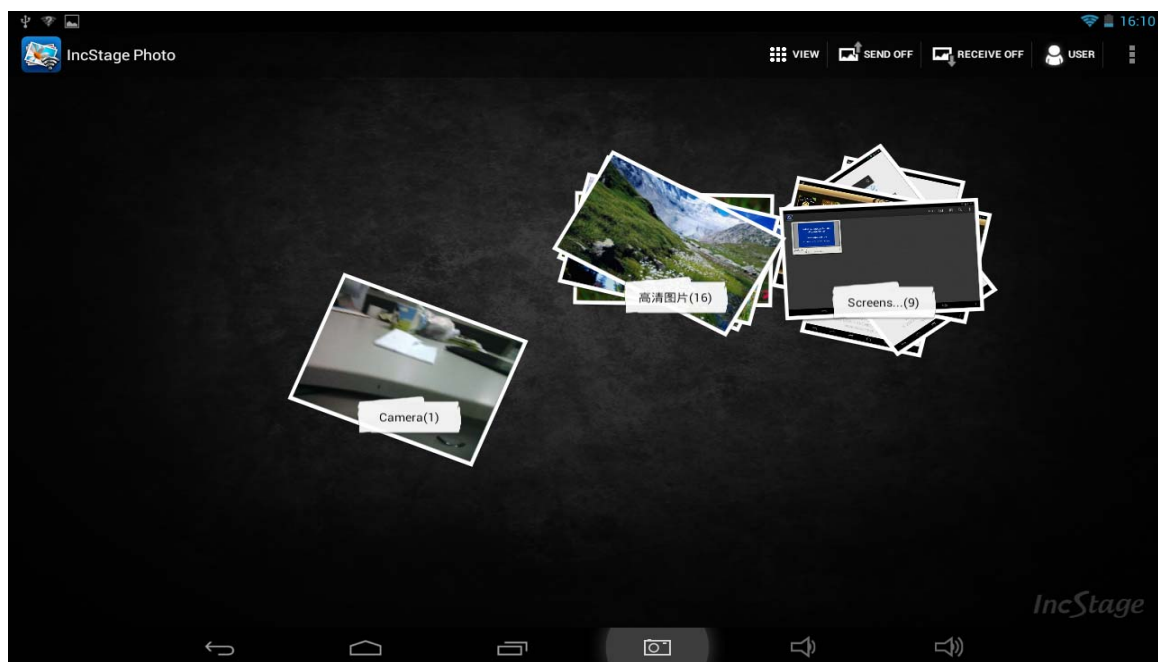 16:10
IncStage Photo
VIEW
SEND OFF
RECEIVE OFF
USER
高清图片(16)
Screens...(9)
Camera(1)
IncStage